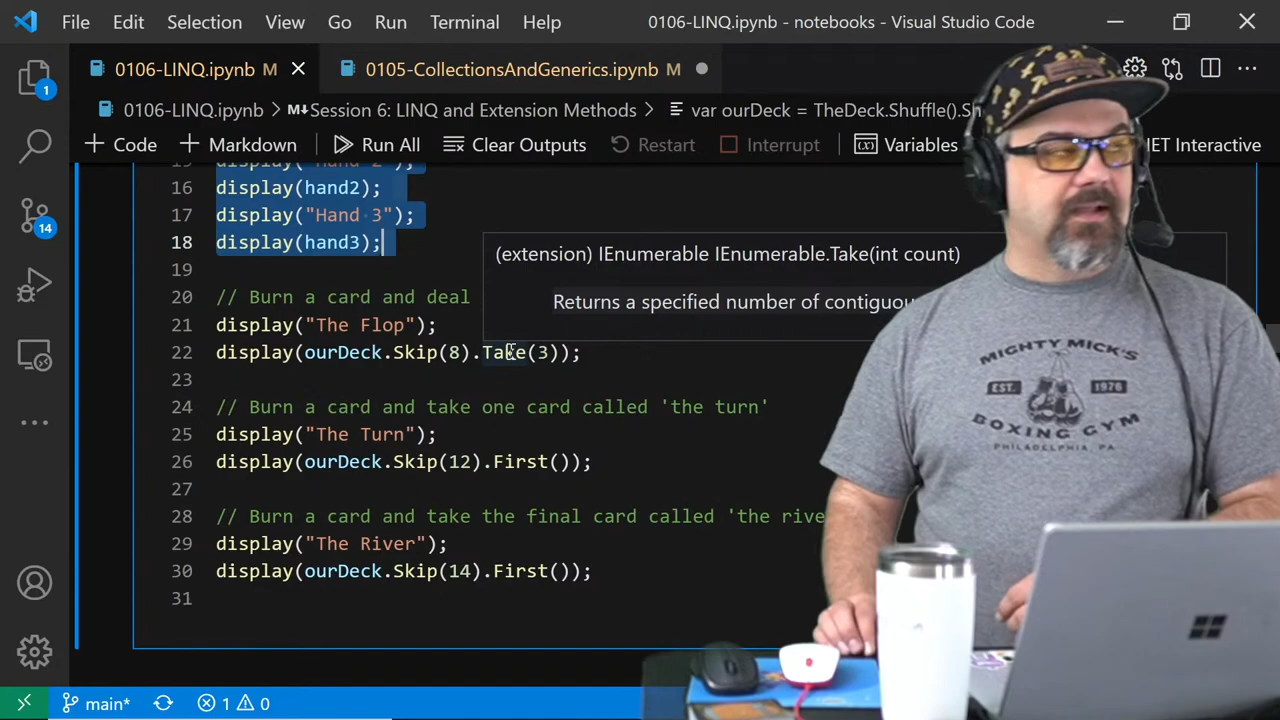 File Edit Selection View Go Run Terminal Help 0106-LINQ.ipynb - notebooks - Visual Studio Code
0106-LINQ.ipynb M 0105-CollectionsAndGenerics.ipynb M
0106-LINQ.ipynb > Session 6: LINQ and Extension Methods > var ourDeck = TheDeck.Shuffle().
Code Markdown Run All Clear Outputs Restart Interrupt Variables .NET Interactive
1
14
display("Hand 2");
16 display(hand2);
17 display("Hand·3");
18 display(hand3);
19
(extension) IEnumerable IEnumerable.Take(int count)
Returns a specified number of
20 // Burn a card and deal
21 display("The Flop");
22 display(ourDeck.Skip(8).Take(3));
23
24 // Burn a card and take one card called 'the turn'
25 display("The Turn");
26 display(ourDeck.Skip(12).First());
27
28 // Burn a card and take the final card called 'the
29 display("The River");
30 display(ourDeck.Skip(14).First());
31
MIGHTY MICK'S
EST. 1976
BOXING GYM
PHILADELPHIA, PA
main* 1 0